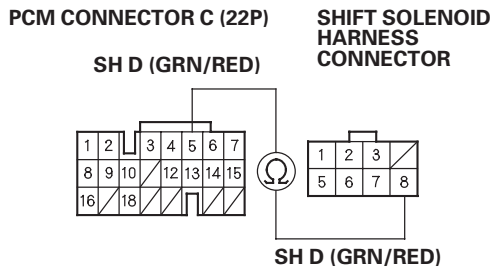 PCM CONNECTOR C (22P)
SHIFT SOLENOID
HARNESS
CONNECTOR
SH D (GRN/RED)
1 2 3 4 5 6 7
8 9 10 12 13 14 15
16 18
Ω
1 2 3
5 6 7 8
SH D (GRN/RED)